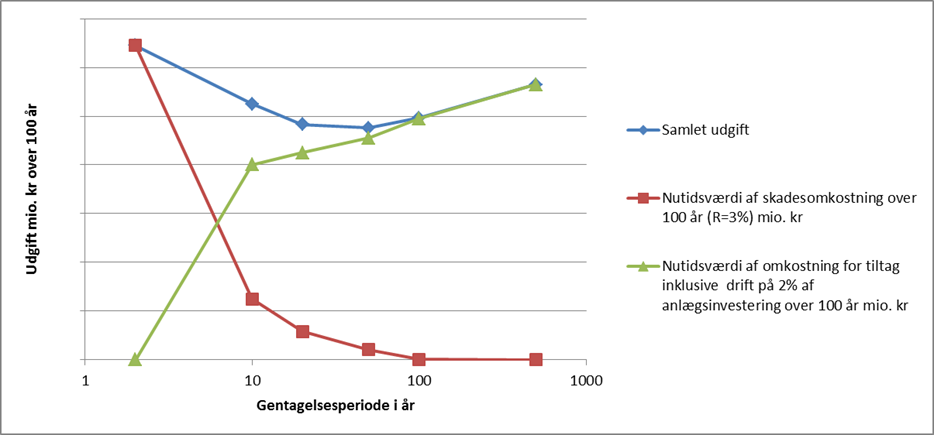 Udgift mio. kr over 100 år
1
10
100
1000
Gentagelsesperiode i år
Samlet udgift
Nutidsværdi af skadesomkostning over
100 år (R=3%) mio. kr
Nutidsværdi af omkostning for tiltag
inklusive drift på 2% af
anlægsinvestering over 100 år mio. kr